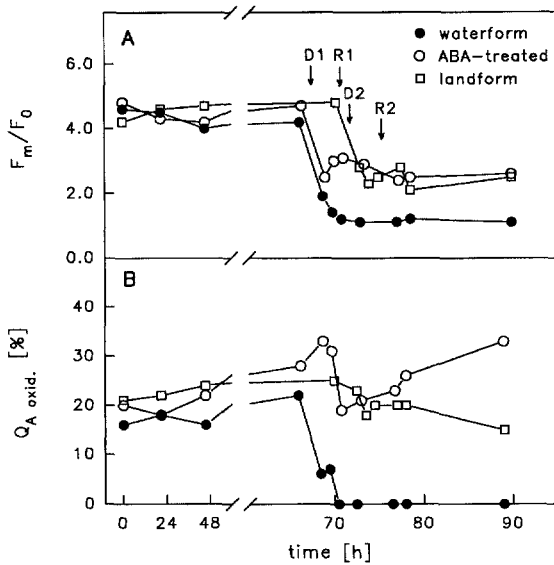 A
● waterform
○ ABA-treated
□ landform
D1 R1
D2
R2
6.0
4.0
2.0
0.0
Fm/F0
B
40
30
20
10
0
QA oxid. [%]
0 24 48 70 80 90
time [h]